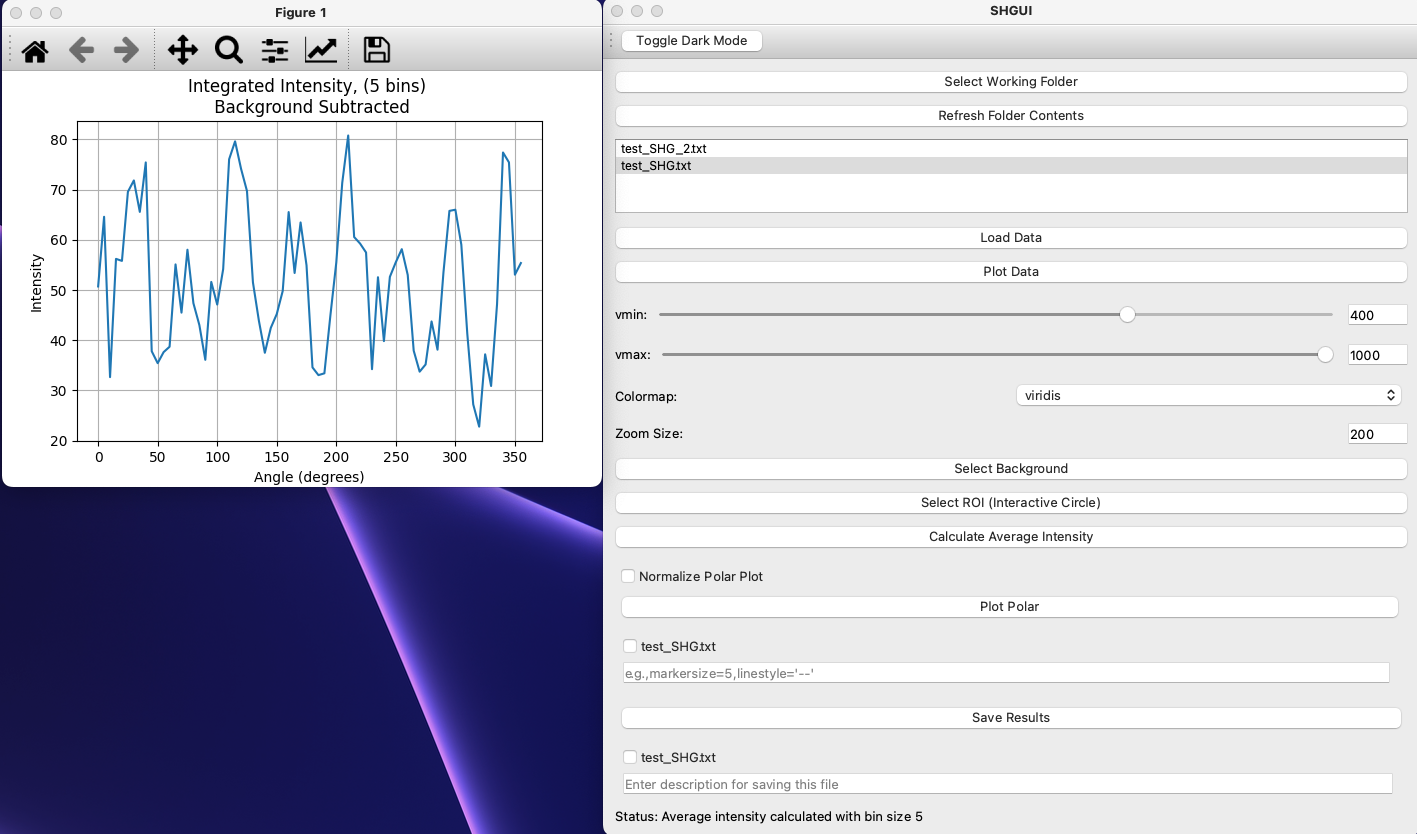 Figure 1
Integrated Intensity, (5 bins)
Background Subtracted
80
70
60
50
40
30
20
Intensity
0 50 100 150 200 250 300 350
Angle (degrees)
SHGUI
Toggle Dark Mode
Select Working Folder
Refresh Folder Contents
test_SHG_2.txt
test_SHG.txt
Load Data
Plot Data
vmin: 400
vmax: 1000
Colormap: viridis
Zoom Size: 200
Select Background
Select ROI (Interactive Circle)
Calculate Average Intensity
Normalize Polar Plot
Plot Polar
test_SHG.txt
e.g.,markersize=5,linestyle='--'
Save Results
test_SHG.txt
Enter description for saving this file
Status: Average intensity calculated with bin size 5